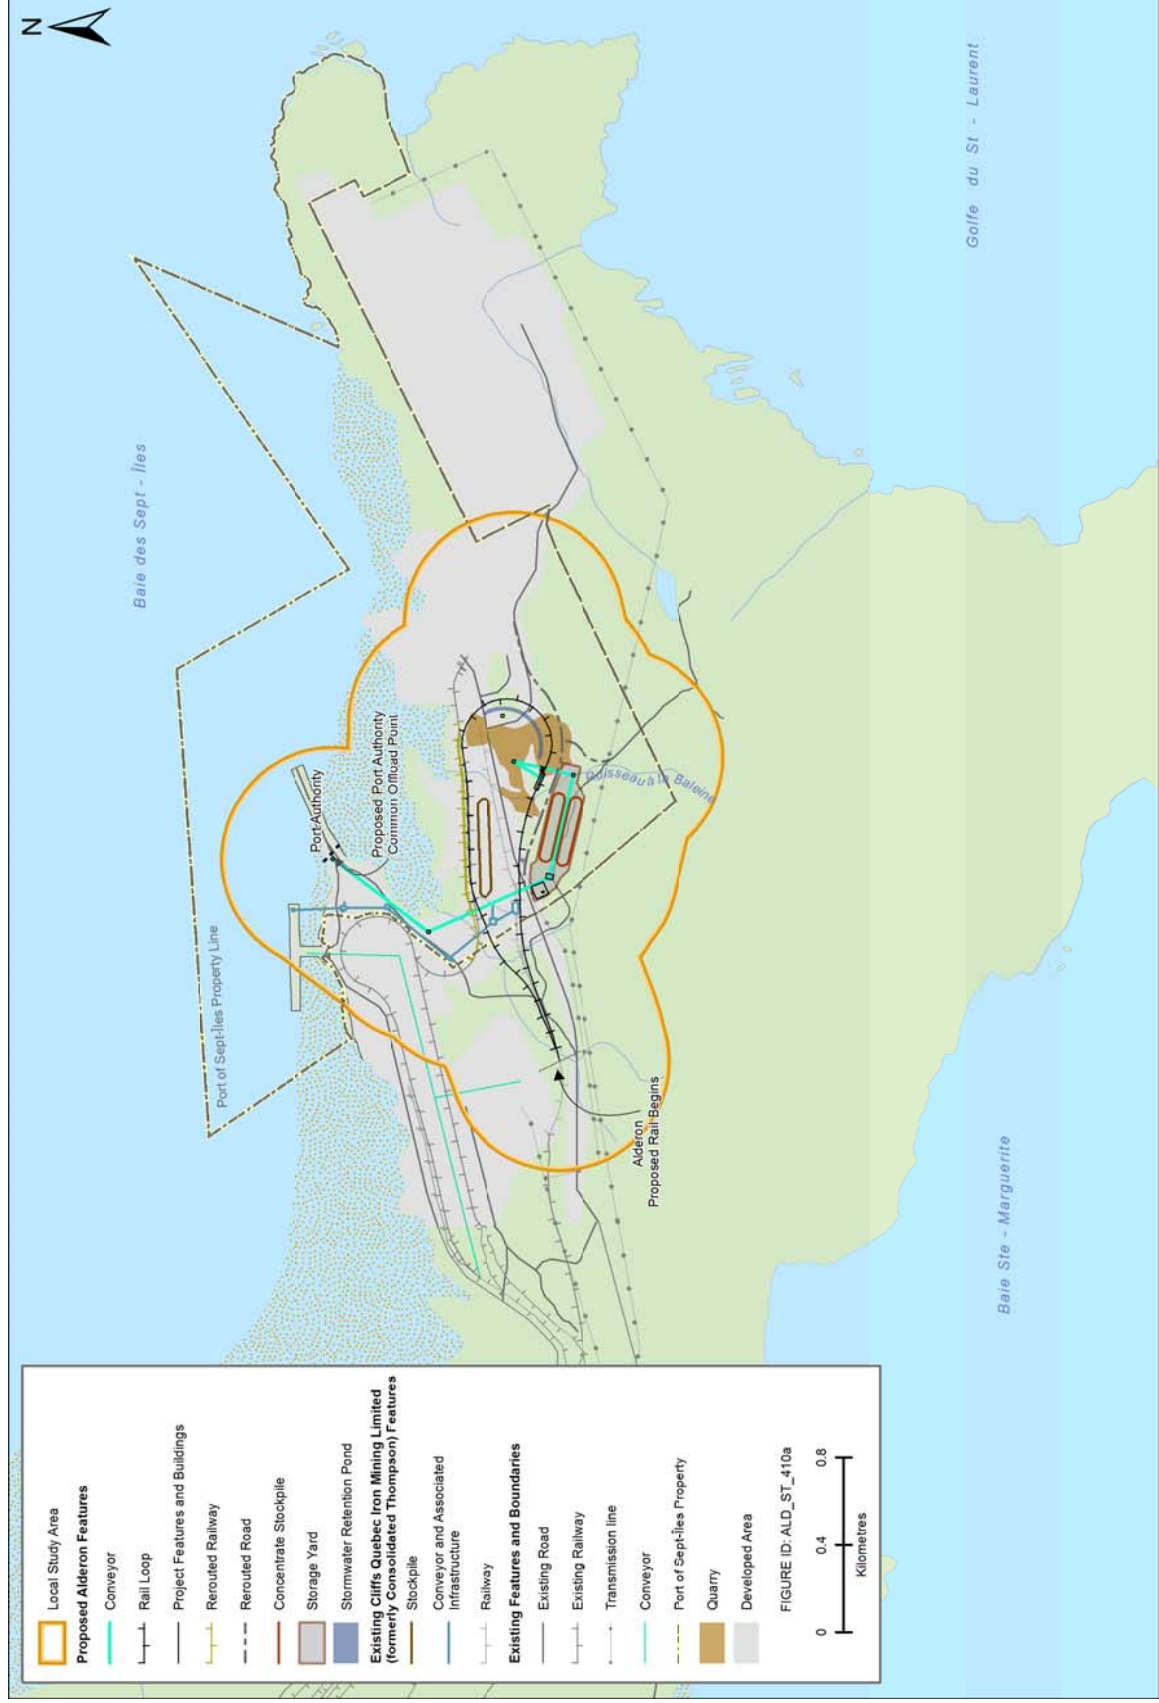 N
Baie des Sept - Îles
Golfe du St - Laurent
Port of Sept-Îles Property Line
Port Authority
Proposed Port Authority
Common Offload Point
Ruisseau à la Baleine
Alderon
Proposed Rail Begins
Baie Ste - Marguerite
Local Study Area
Proposed Alderon Features
Conveyor
Rail Loop
Project Features and Buildings
Rerouted Railway
Rerouted Road
Concentrate Stockpile
Storage Yard
Stormwater Retention Pond
Existing Cliffs Quebec Iron Mining Limited
(formerly Consolidated Thompson) Features
Stockpile
Conveyor and Associated
Infrastructure
Railway
Existing Features and Boundaries
Existing Road
Existing Railway
Transmission line
Conveyor
Port of Sept-Îles Property
Quarry
Developed Area
FIGURE ID: ALD_ST_410a
0 0.4 0.8
Kilometres